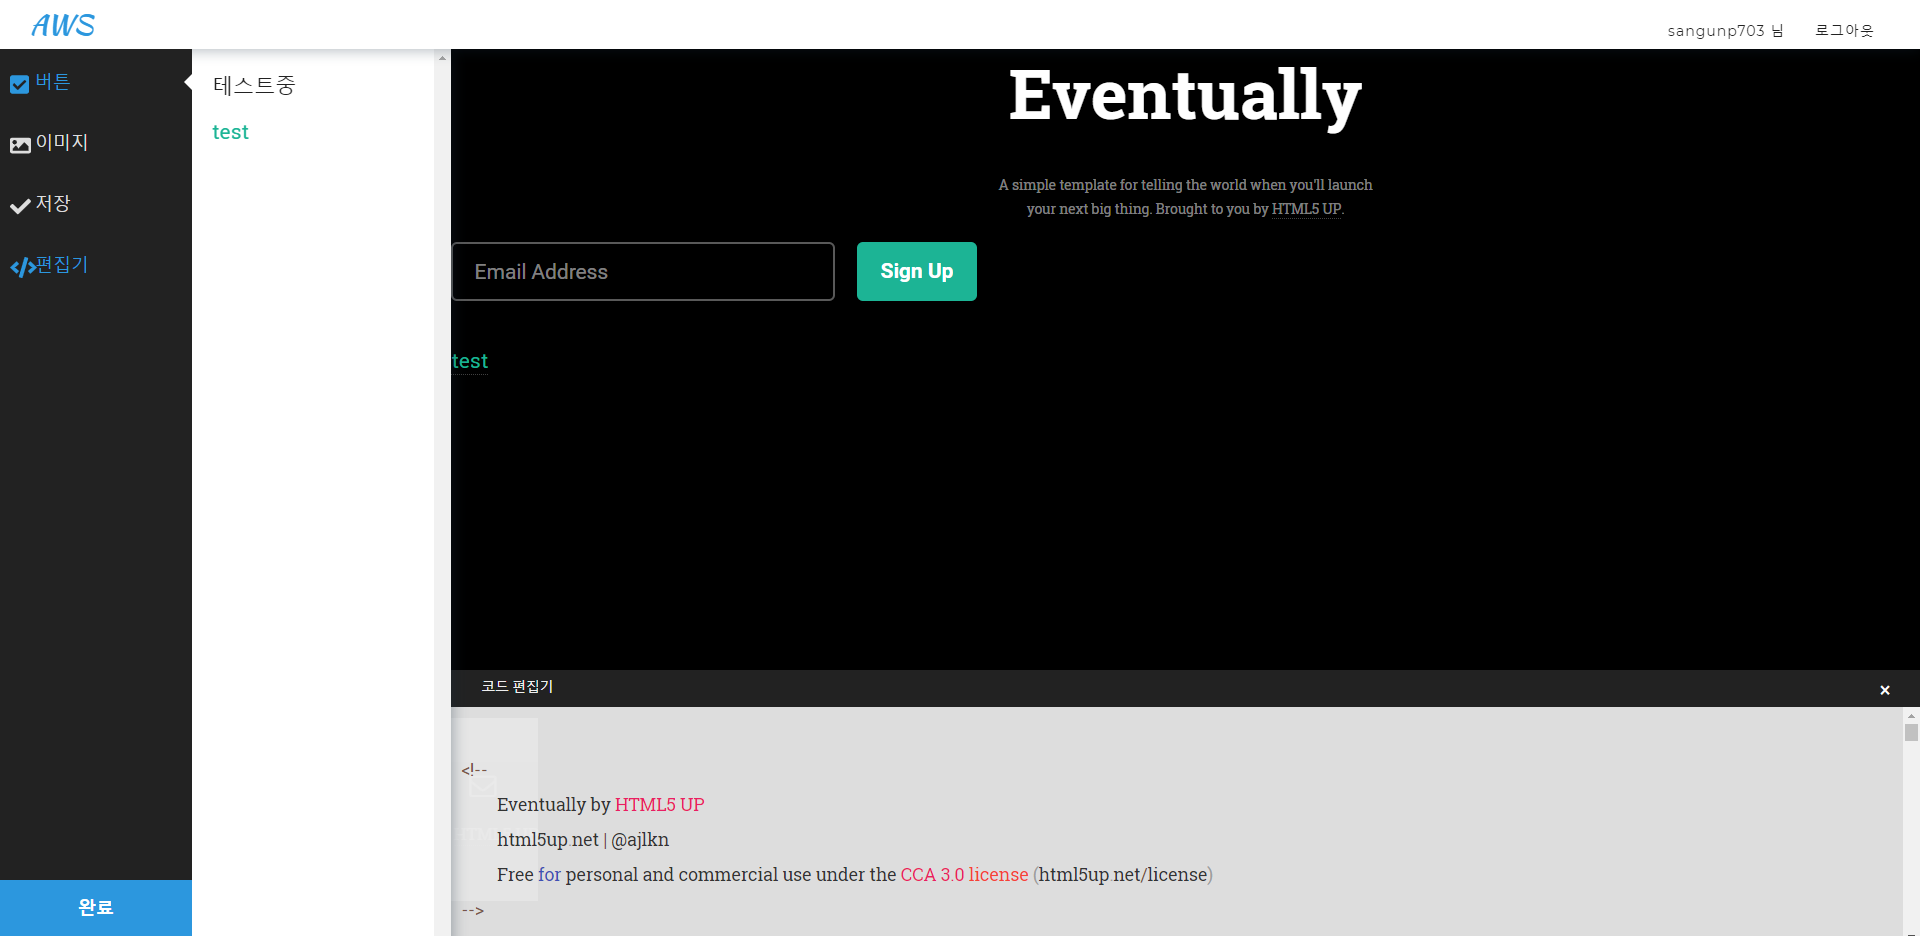 AWS
sangunp703 님
로그아웃
버튼
이미지
저장
편집기
완료
테스트중
test
Eventually
A simple template for telling the world when you'll launch
your next big thing. Brought to you by HTML5 UP.
Email Address
Sign Up
test
코드 편집기
×
<!--
Eventually by HTML5 UP
html5up.net | @ajlkn
Free for personal and commercial use under the CCA 3.0 license (html5up.net/license)
-->